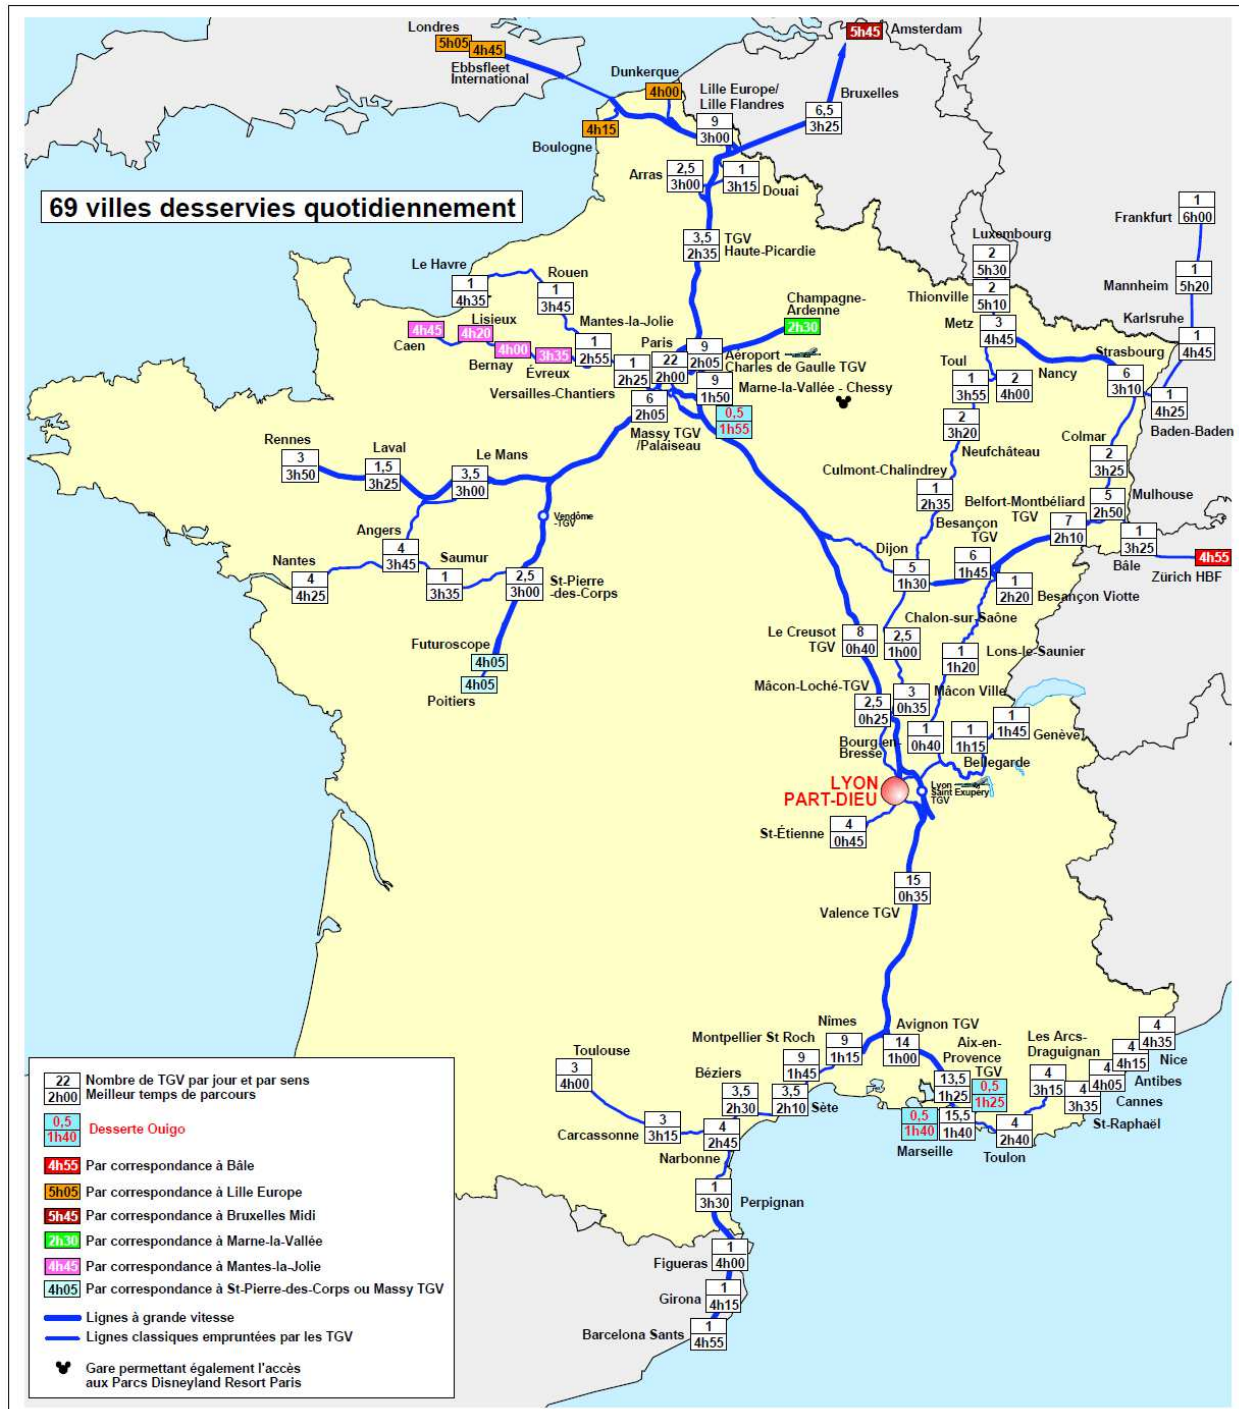 Londres
5h05
4h45
Ebbsfleet
International
5h45
Amsterdam
Dunkerque
4h00
Lille Europe/
Lille Flandres
9
3h00
Bruxelles
6,5
3h25
4h15
Boulogne
Arras
2,5
3h00
1
3h15
Douai
69 villes desservies quotidiennement
Frankfurt
1
6h00
3,5
2h35
TGV
Haute-Picardie
Luxembourg
2
5h30
Le Havre
1
4h35
Rouen
1
3h45
Thionville
2
5h10
Mannheim
1
5h20
Champagne-
Ardenne
2h30
Metz
3
4h45
Karlsruhe
1
4h45
4h45
Caen
Lisieux
4h20
4h00
Bernay
3h35
Évreux
Mantes-la-Jolie
1
2h55
Paris
22
2h00
9
2h05
Aéroport
Charles de Gaulle TGV
1
2h25
Versailles-Chantiers
9
1h50
Marne-la-Vallée - Chessy
0,5
1h55
6
2h05
Massy TGV
/Palaiseau
Toul
1
3h55
2
4h00
Nancy
Strasbourg
6
3h10
1
4h25
Baden-Baden
2
3h20
Neufchâteau
Colmar
2
3h25
Rennes
3
3h50
Laval
1,5
3h25
Le Mans
3,5
3h00
Culmont-Chalindrey
1
2h35
Belfort-Montbéliard
TGV
7
2h10
5
2h50
Mulhouse
Vendôme
-TGV
Besançon
TGV
6
1h45
1
3h25
Bâle
4h55
Zürich HBF
Angers
4
3h45
Nantes
4
4h25
Saumur
1
3h35
2,5
3h00
St-Pierre
-des-Corps
Dijon
5
1h30
1
2h20
Besançon Viotte
Futuroscope
4h05
4h05
Poitiers
Le Creusot
TGV
8
0h40
Chalon-sur-Saône
2,5
1h00
1
1h20
Lons-le-Saunier
Mâcon-Loché-TGV
2,5
0h25
3
0h35
Mâcon Ville
Bourg-en-
Bresse
1
0h40
1
1h15
Bellegarde
1
1h45
Genève
LYON
PART-DIEU
Lyon
Saint Exupéry
TGV
St-Étienne
4
0h45
15
0h35
Valence TGV
Avignon TGV
14
1h00
Nîmes
9
1h15
Montpellier St Roch
9
1h45
Aix-en-
Provence
TGV
13,5
1h25
0,5
1h25
Les Arcs-
Draguignan
4
3h15
4
3h35
St-Raphaël
4
4h05
Cannes
4
4h15
Antibes
4
4h35
Nice
Toulouse
3
4h00
Béziers
3,5
2h30
3,5
2h10
Sète
0,5
1h40
15,5
1h40
Marseille
4
2h40
Toulon
Carcassonne
3
3h15
4
2h45
Narbonne
1
3h30
Perpignan
Figueras
1
4h00
Girona
1
4h15
Barcelona Sants
1
4h55
22
2h00
Nombre de TGV par jour et par sens
Meilleur temps de parcours
0,5
1h40
Desserte Ouigo
4h55 Par correspondance à Bâle
5h05 Par correspondance à Lille Europe
5h45 Par correspondance à Bruxelles Midi
2h30 Par correspondance à Marne-la-Vallée
4h45 Par correspondance à Mantes-la-Jolie
4h05 Par correspondance à St-Pierre-des-Corps ou Massy TGV
Lignes à grande vitesse
Lignes classiques empruntées par les TGV
Gare permettant également l'accès
aux Parcs Disneyland Resort Paris